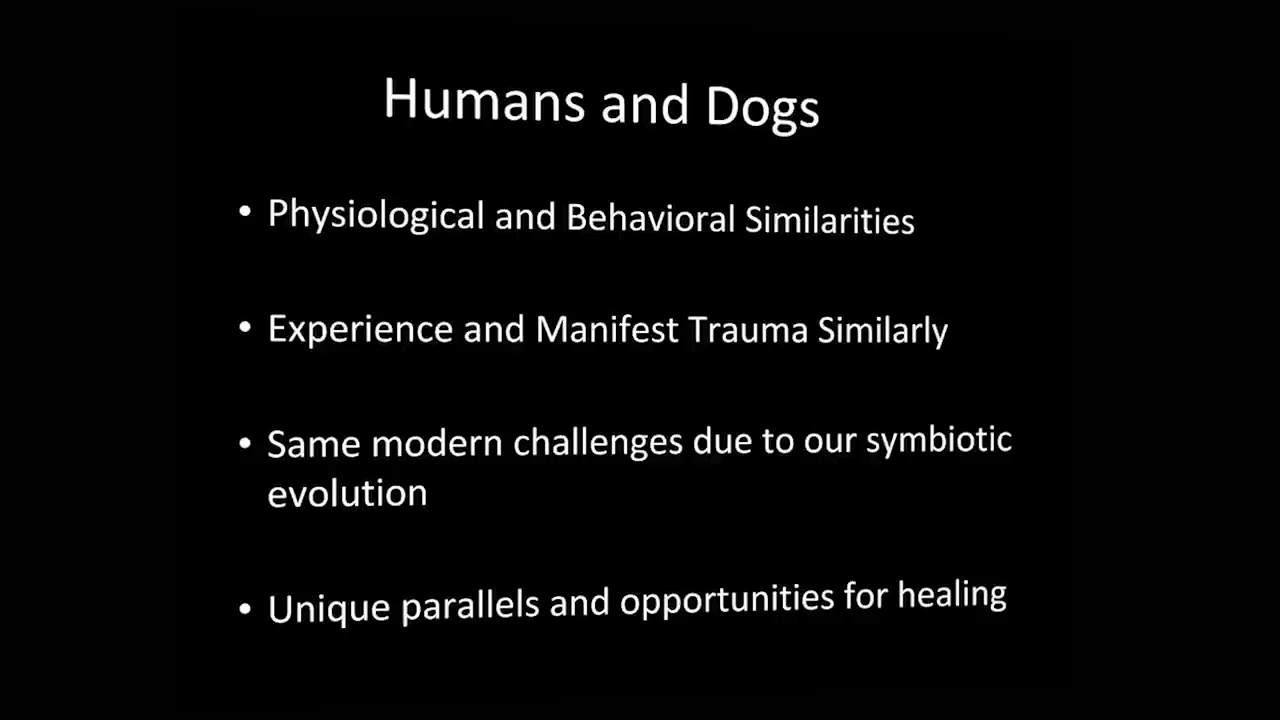 Humans and Dogs
• Physiological and Behavioral Similarities
• Experience and Manifest Trauma Similarly
• Same modern challenges due to our symbiotic
evolution
• Unique parallels and opportunities for healing